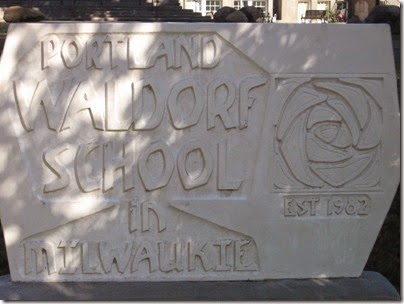 PORTLAND
WALDORF
SCHOOL
in
MILWAUKIE
EST 1982